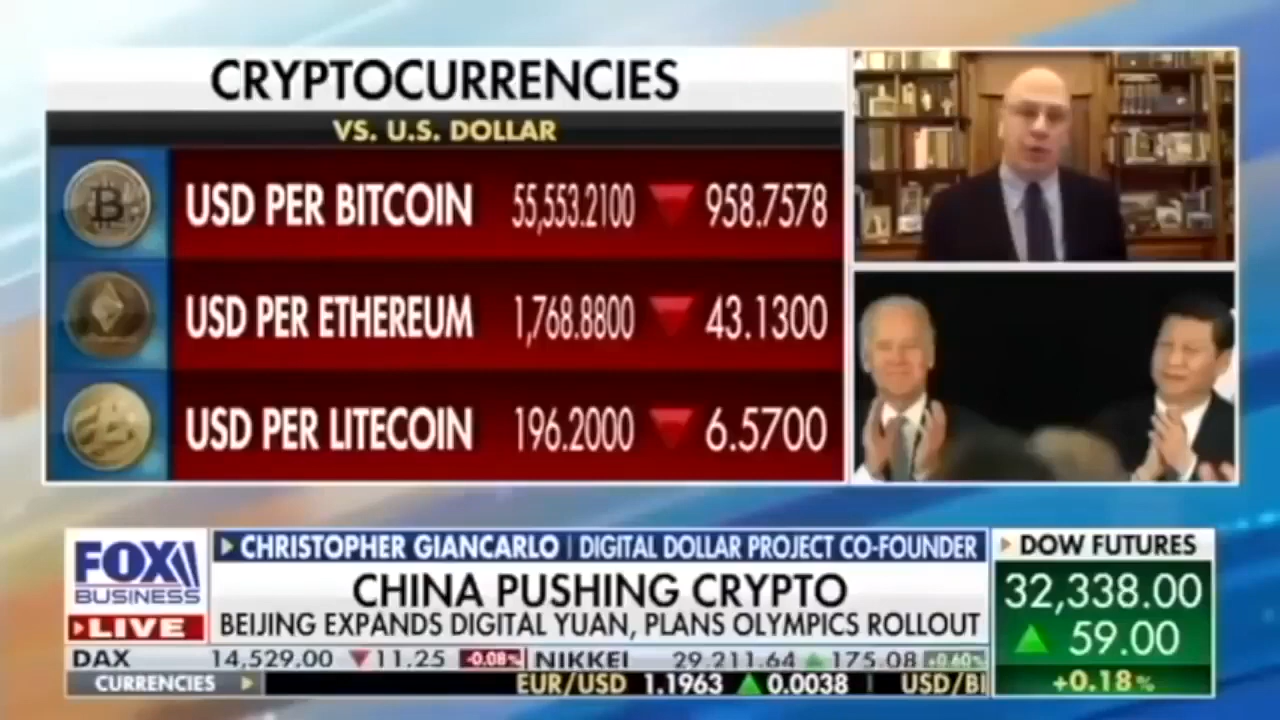 CRYPTOCURRENCIES
VS. U.S. DOLLAR
USD PER BITCOIN 55,553.2100 ▼ 958.7578
USD PER ETHEREUM 1,768.8800 ▼ 43.1300
USD PER LITECOIN 196.2000 ▼ 6.5700
FOX BUSINESS
LIVE
CHRISTOPHER GIANCARLO | DIGITAL DOLLAR PROJECT CO-FOUNDER
CHINA PUSHING CRYPTO
BEIJING EXPANDS DIGITAL YUAN, PLANS OLYMPICS ROLLOUT
DOW FUTURES
32,338.00
▲ 59.00
+0.18%
DAX 14,529.00 ▼ 11.25 -0.08% NIKKEI 29,211.64 ▲ 175.08 +0.60%
CURRENCIES EUR/USD 1.1963 ▲ 0.0038 USD/BI